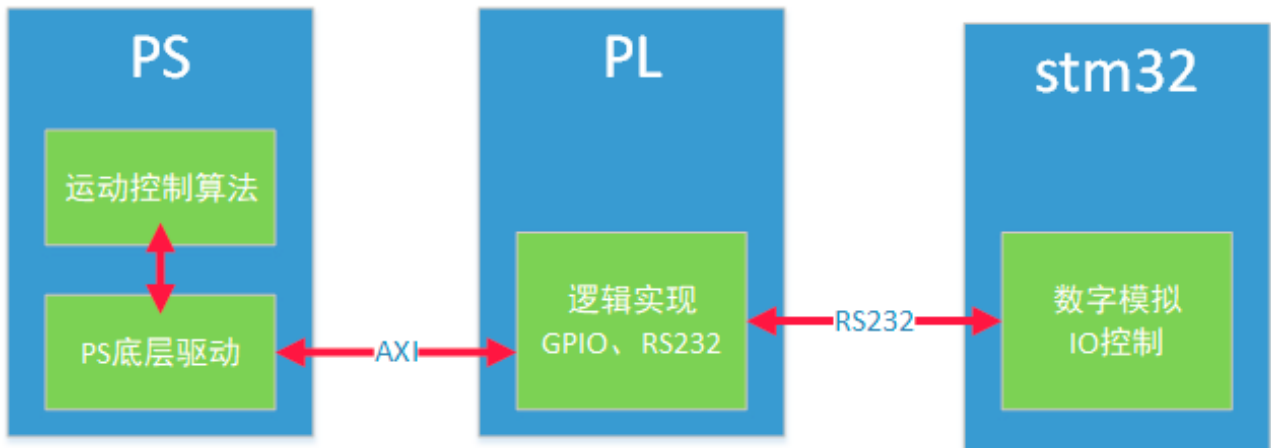 PS
运动控制算法
PS底层驱动
AXI
PL
逻辑实现
GPIO、RS232
RS232
stm32
数字模拟
IO控制